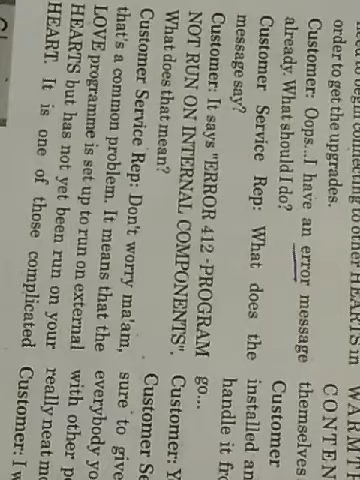 order to get the upgrades.
Customer: Oops...I have an error message
already. What should I do?
Customer Service Rep: What does the
message say?
Customer: It says "ERROR 412 -PROGRAM
NOT RUN ON INTERNAL COMPONENTS".
What does that mean?
Customer Service Rep: Don't worry ma'am,
that's a common problem. It means that the
LOVE programme is set up to run on external
HEARTS but has not yet been run on your
HEART. It is one of those complicated
WARMTH
CONTEN
themselves
Customer
installed an
handle it fro
go...
Customer: Y
Customer Se
sure to give
everybody yo
with other pe
really neat mo
Customer: I w